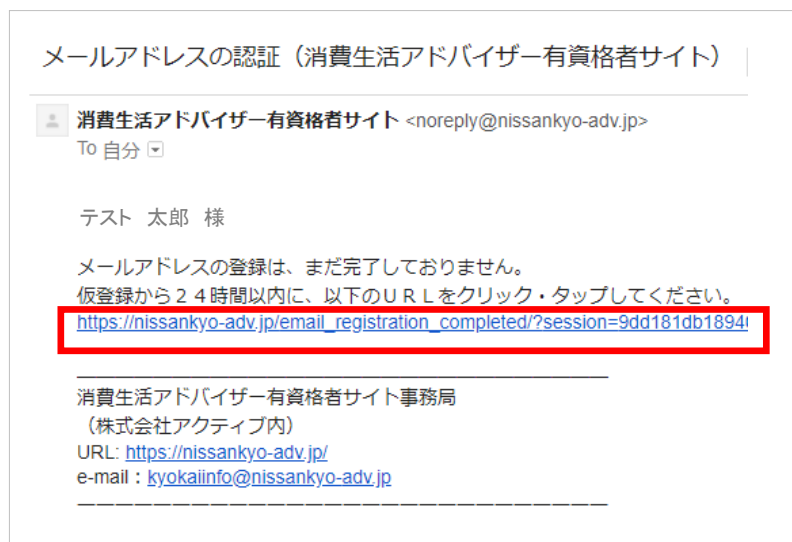 メールアドレスの認証（消費生活アドバイザー有資格者サイト）
消費生活アドバイザー有資格者サイト <noreply@nissankyo-adv.jp>
To 自分
テスト 太郎 様
メールアドレスの登録は、まだ完了しておりません。
仮登録から２４時間以内に、以下のＵＲＬをクリック・タップしてください。
https://nissankyo-adv.jp/email_registration_completed/?session=9dd181db1894
消費生活アドバイザー有資格者サイト事務局
（株式会社アクティブ内）
URL: https://nissankyo-adv.jp/
e-mail：kyokaiinfo@nissankyo-adv.jp